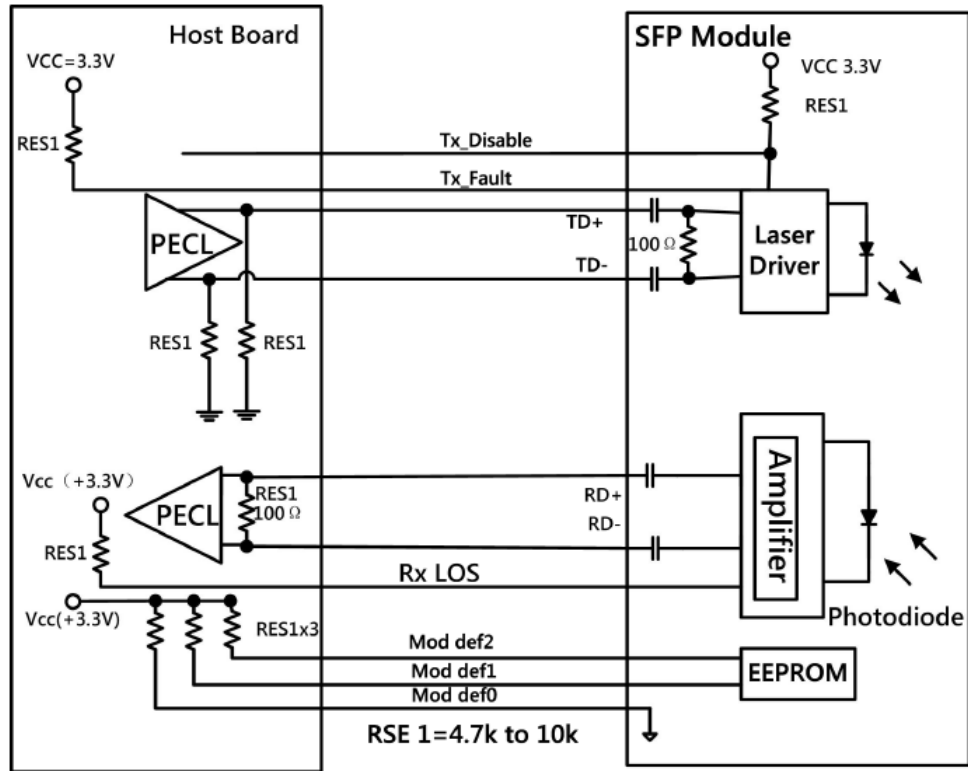 Host Board
SFP Module
VCC=3.3V
VCC 3.3V
RES1
RES1
Tx_Disable
Tx_Fault
PECL
TD+
100Ω
TD-
Laser
Driver
RES1
RES1
Vcc（+3.3V）
PECL
RES1
100Ω
RD+
RD-
Amplifier
RES1
Rx LOS
Photodiode
Vcc(+3.3V)
RES1x3
Mod def2
Mod def1
Mod def0
EEPROM
RSE 1=4.7k to 10k